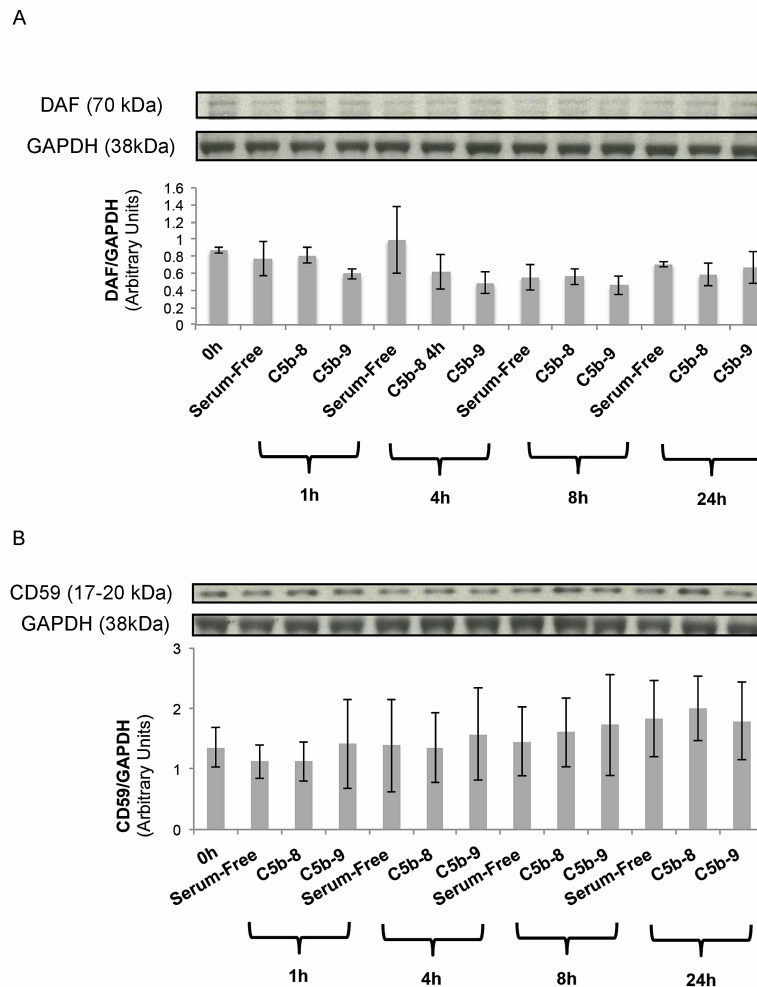 A
DAF (70 kDa)
GAPDH (38kDa)
DAF/GAPDH
(Arbitrary Units)
1.6
1.4
1.2
1
0.8
0.6
0.4
0.2
0
0h
Serum-Free
C5b-8
C5b-9
Serum-Free
C5b-8 4h
C5b-9
Serum-Free
C5b-8
C5b-9
Serum-Free
C5b-8
C5b-9
1h
4h
8h
24h
B
CD59 (17-20 kDa)
GAPDH (38kDa)
CD59/GAPDH
(Arbitrary Units)
3
2
1
0
0h
Serum-Free
C5b-8
C5b-9
Serum-Free
C5b-8
C5b-9
Serum-Free
C5b-8
C5b-9
Serum-Free
C5b-8
C5b-9
1h
4h
8h
24h